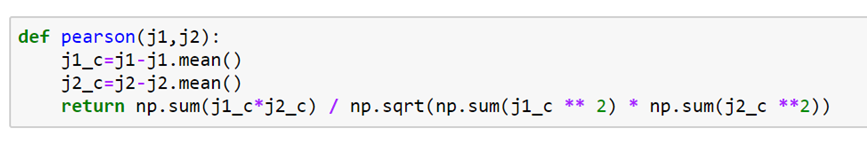 def pearson(j1,j2):
    j1_c=j1-j1.mean()
    j2_c=j2-j2.mean()
    return np.sum(j1_c*j2_c) / np.sqrt(np.sum(j1_c ** 2) * np.sum(j2_c **2))